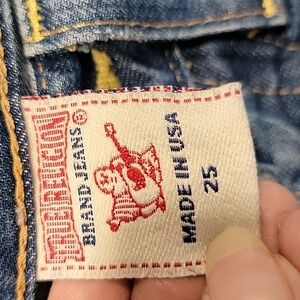 TRUE RELIGION
BRAND JEANS®
MADE IN USA
25